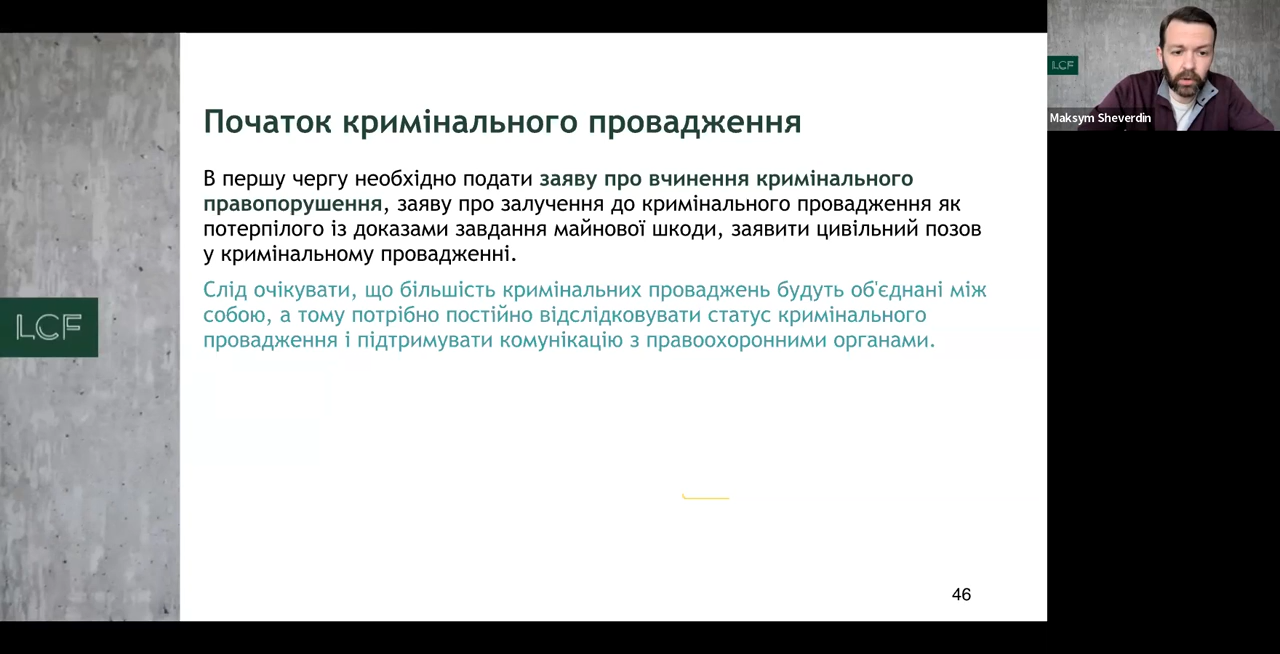 Початок кримінального провадження
В першу чергу необхідно подати заяву про вчинення кримінального
правопорушення, заяву про залучення до кримінального провадження як
потерпілого із доказами завдання майнової шкоди, заявити цивільний позов
у кримінальному провадженні.
Слід очікувати, що більшість кримінальних проваджень будуть об'єднані між
собою, а тому потрібно постійно відслідковувати статус кримінального
провадження і підтримувати комунікацію з правоохоронними органами.
LCF
46
LCF
Maksym Sheverdin